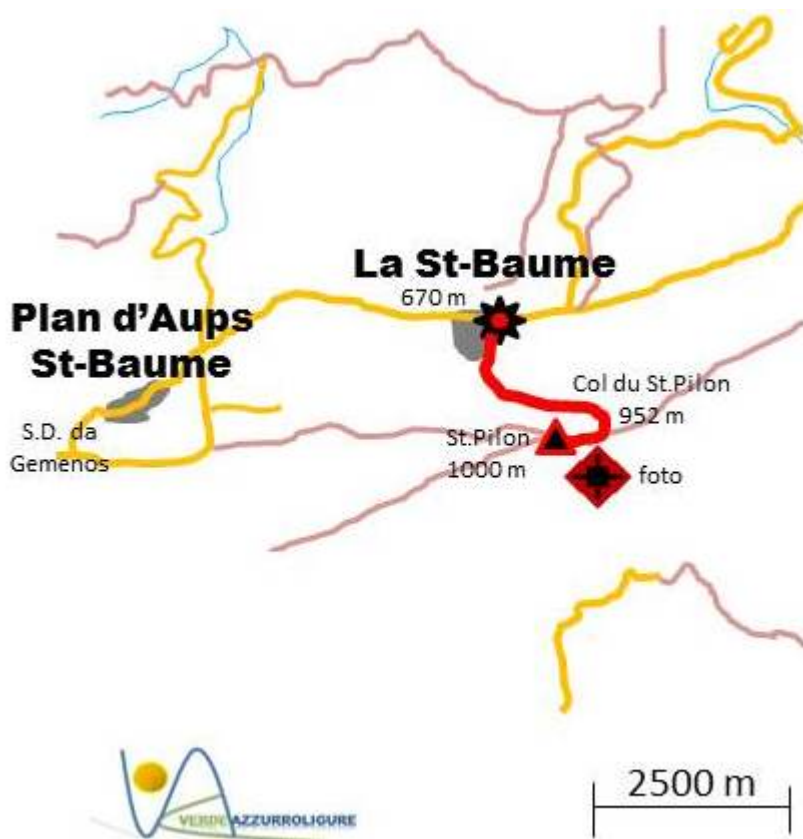 La St-Baume
670 m
Plan d'Aups
St-Baume
Col du St.Pilon
952 m
S.D. da
Gemenos
St.Pilon
1000 m
foto
2500 m
VERDEAZZURROLIGURE